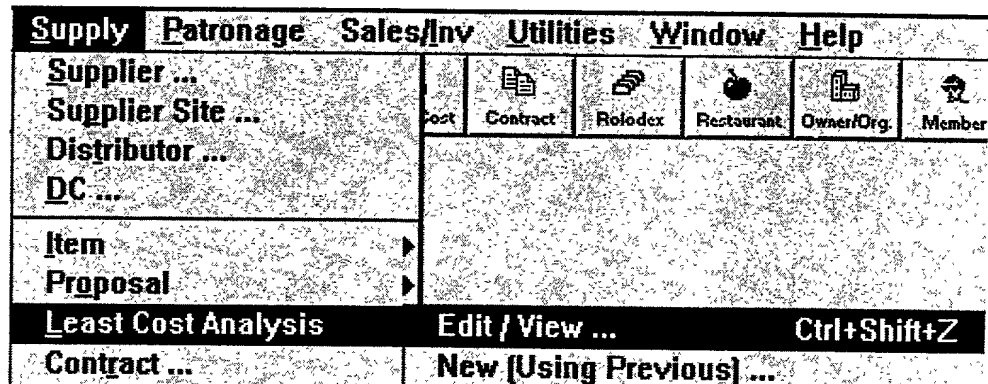 Supply Patronage Sales/Inv Utilities Window Help
Supplier ...
Supplier Site ...
Distributor ...
DC ...
Cost Contract Rolodex Restaurant Owner/Org. Member
Item
Proposal
Least Cost Analysis Edit / View ... Ctrl+Shift+Z
Contract ... New (Using Previous) ...